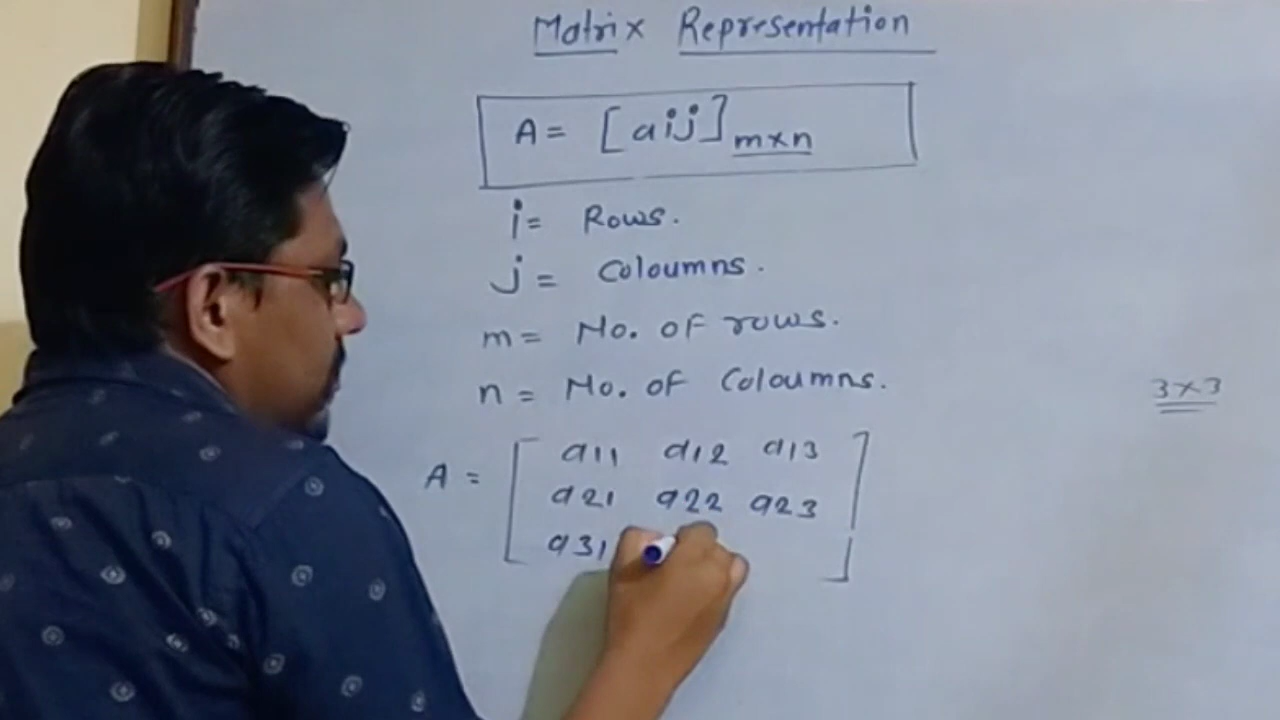 Matrix Representation
A = [aij] m×n
i = Rows.
j = Coloumns.
m = No. of rows.
n = No. of Coloumns.
3×3
a11 a12 a13
A = a21 a22 a23
a31